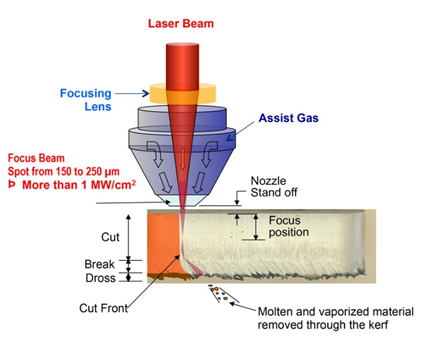 Laser Beam
Focusing
Lens
Assist Gas
Focus Beam
Spot from 150 to 250 µm
Þ More than 1 MW/cm²
Nozzle
Stand off
Focus
position
Cut
Break
Dross
Cut Front
Molten and vaporized material
removed through the kerf